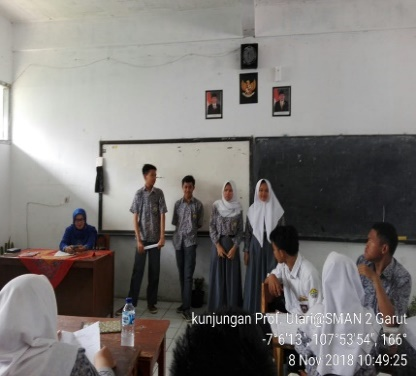 kunjungan Prof. Utari@SMAN 2 Garut
-7°6'13", 107°53'54", 166°
8 Nov 2018 10:49:25